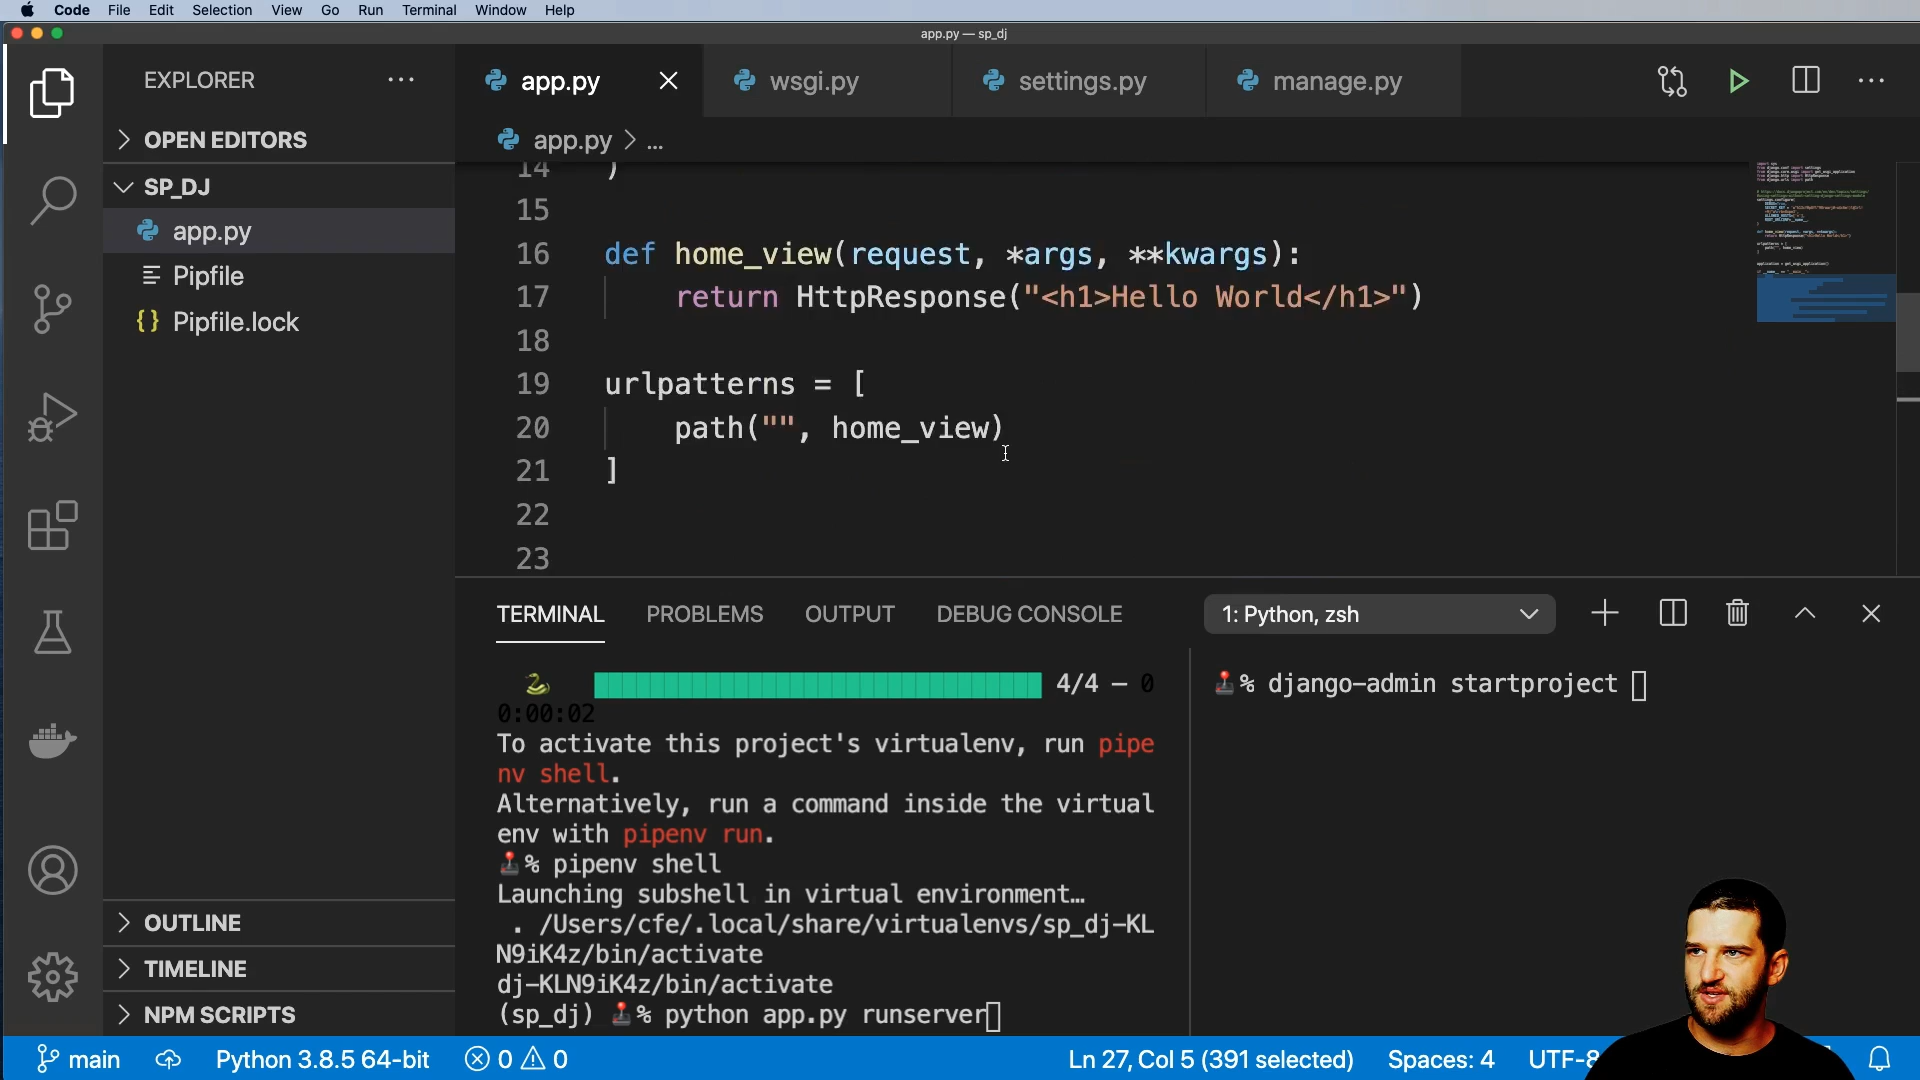 Code File Edit Selection View Go Run Terminal Window Help
app.py — sp_dj
EXPLORER ...
app.py wsgi.py settings.py manage.py ...
OPEN EDITORS
app.py > ...
SP_DJ
app.py
Pipfile
{} Pipfile.lock
14 )
15
16 def home_view(request, *args, **kwargs):
17 return HttpResponse("<h1>Hello World</h1>")
18
19 urlpatterns = [
20 path("", home_view)
21 ]
22
23
TERMINAL PROBLEMS OUTPUT DEBUG CONSOLE 1: Python, zsh
4/4 — 0
0:00:02
To activate this project's virtualenv, run pipe
nv shell.
Alternatively, run a command inside the virtual
env with pipenv run.
% pipenv shell
Launching subshell in virtual environment…
. /Users/cfe/.local/share/virtualenvs/sp_dj-KL
N9iK4z/bin/activate
dj-KLN9iK4z/bin/activate
(sp_dj) % python app.py runserver
% django-admin startproject
OUTLINE
TIMELINE
NPM SCRIPTS
main Python 3.8.5 64-bit 0 0 Ln 27, Col 5 (391 selected) Spaces: 4 UTF-8